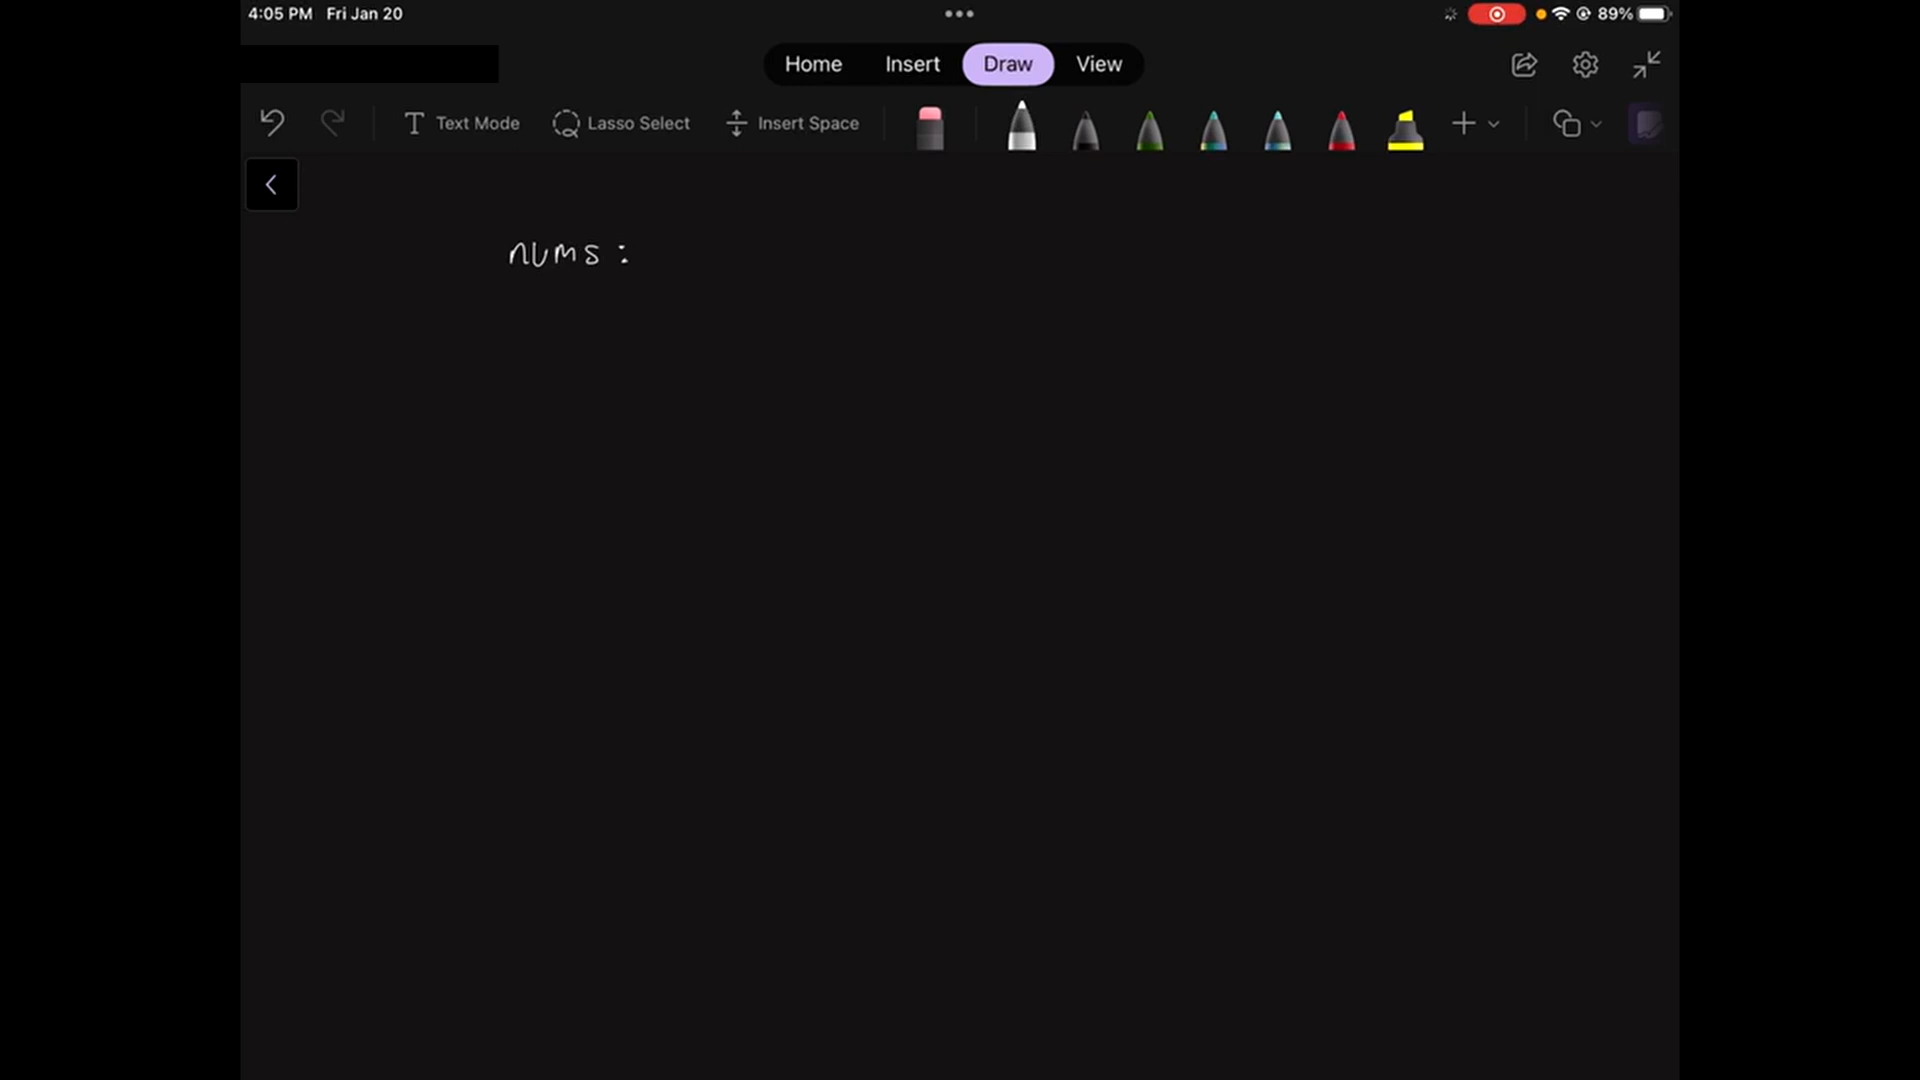 4:05 PM Fri Jan 20 89%
Home Insert Draw View
Text Mode Lasso Select Insert Space
nums :